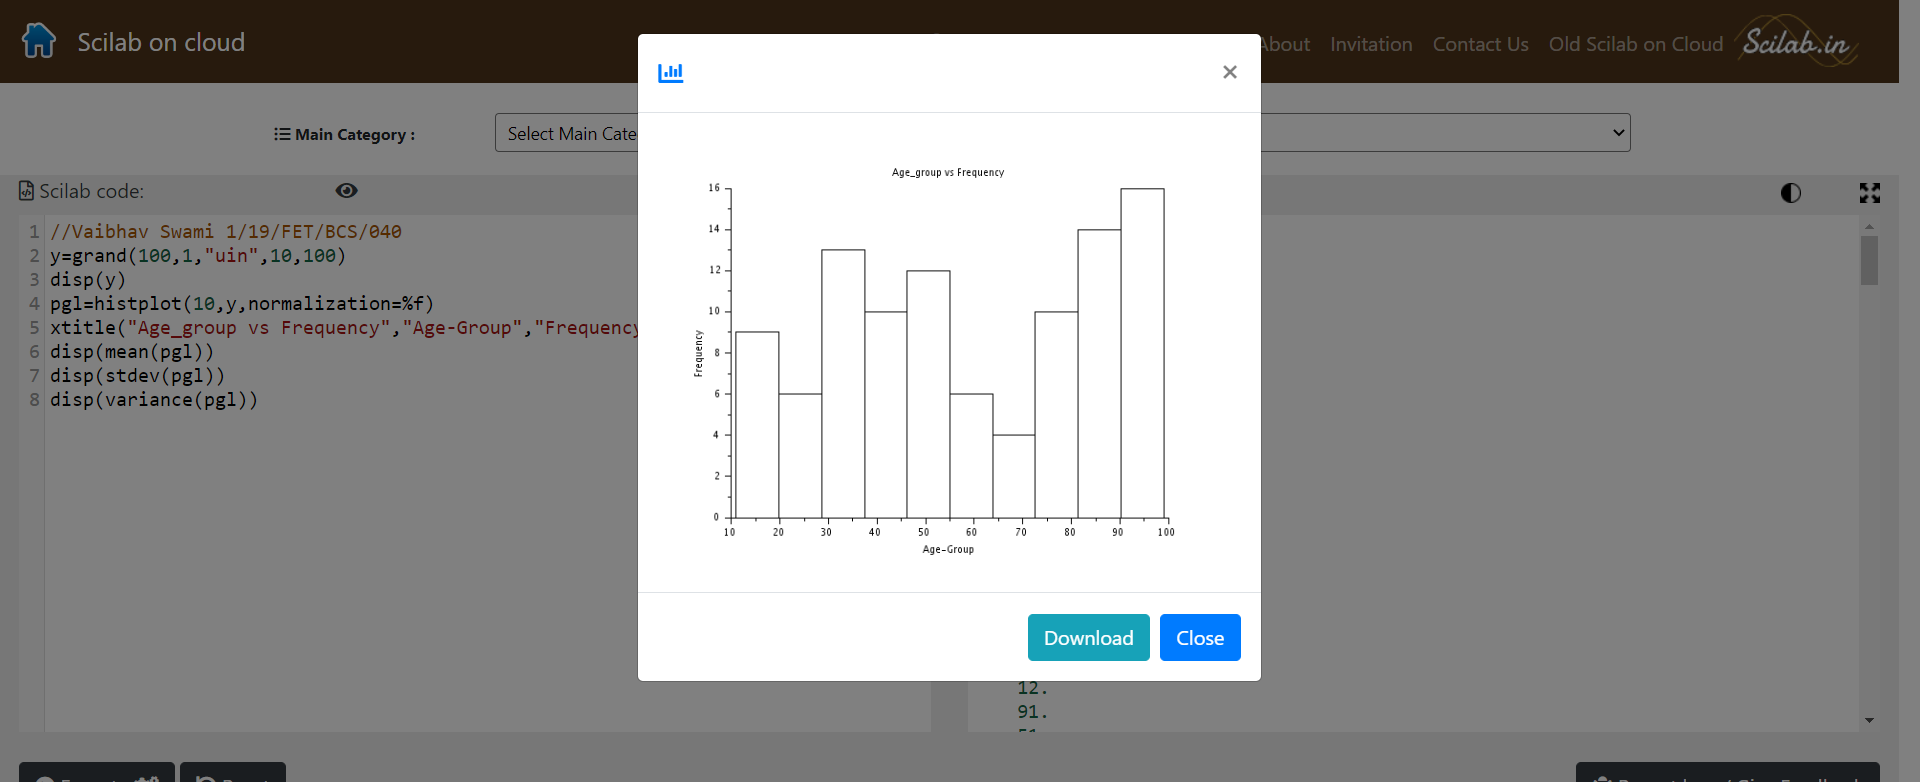 Scilab on cloud
About Invitation Contact Us Old Scilab on Cloud Scilab.in
Main Category :
Select Main Cate
Scilab code:
1 //Vaibhav Swami 1/19/FET/BCS/040
2 y=grand(100,1,"uin",10,100)
3 disp(y)
4 pgl=histplot(10,y,normalization=%f)
5 xtitle("Age_group vs Frequency","Age-Group","Frequency
6 disp(mean(pgl))
7 disp(stdev(pgl))
8 disp(variance(pgl))
×
Age_group vs Frequency
16
14
12
10
8
6
4
2
0
Frequency
10 20 30 40 50 60 70 80 90 100
Age-Group
Download Close
12.
91.